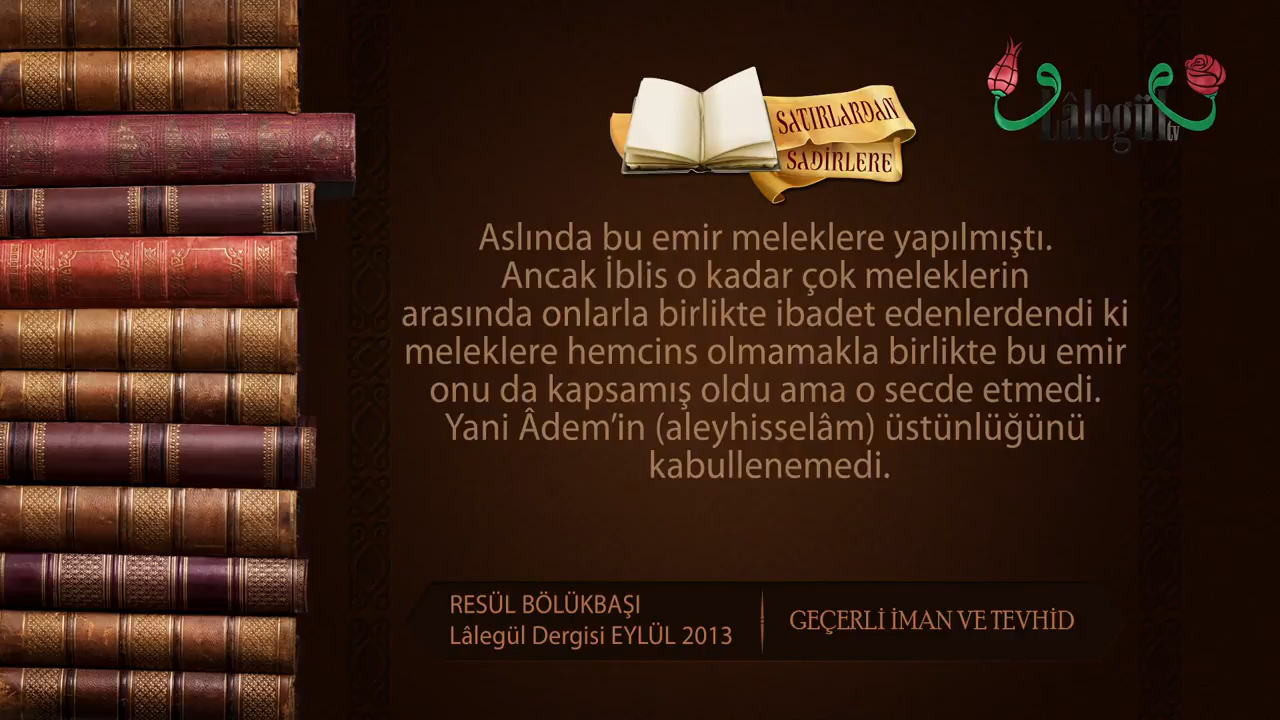 SATIRLARDAN
SADİRLERE
Lâlegül tv
Aslında bu emir meleklere yapılmıştı.
Ancak İblis o kadar çok meleklerin
arasında onlarla birlikte ibadet edenlerdendi ki
meleklere hemcins olmamakla birlikte bu emir
onu da kapsamış oldu ama o secde etmedi.
Yani Âdem’in (aleyhisselâm) üstünlüğünü
kabullenemedi.
RESÜL BÖLÜKBAŞI
Lâlegül Dergisi EYLÜL 2013
GEÇERLİ İMAN VE TEVHİD